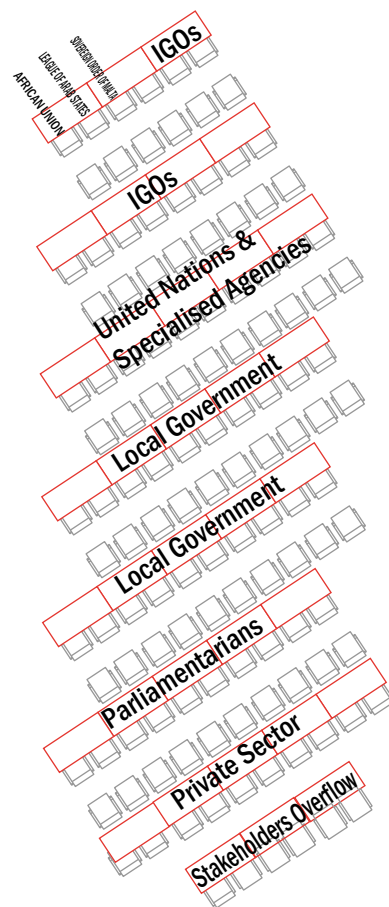 AFRICAN UNION
LEAGUE OF ARAB STATES
SOVEREIGN ORDER OF MALTA
IGOs
IGOs
United Nations &
Specialised Agencies
Local Government
Local Government
Parliamentarians
Private Sector
Stakeholders Overflow